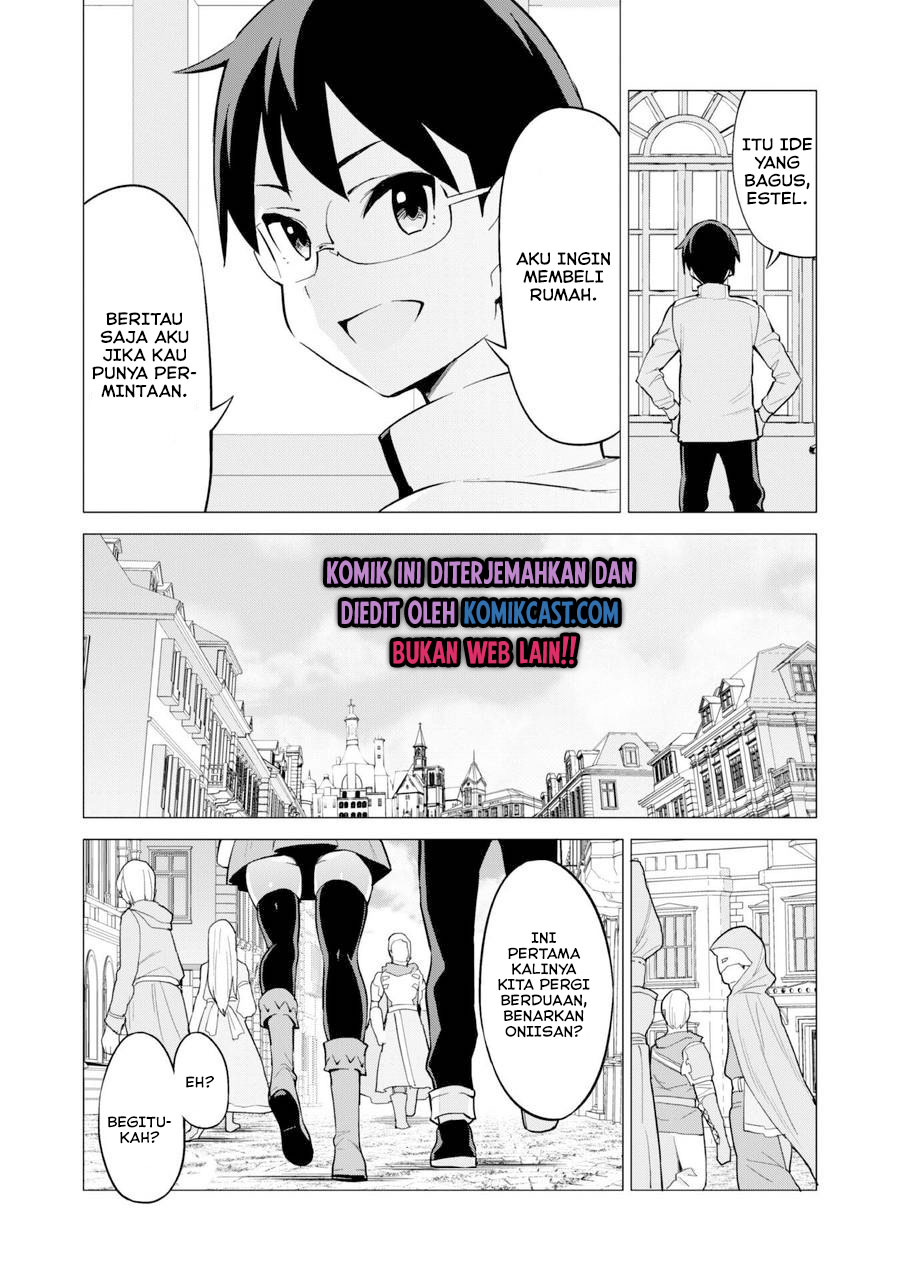 ITU IDE
YANG
BAGUS,
ESTEL.
AKU INGIN
MEMBELI
RUMAH.
BERITAU
SAJA AKU
JIKA KAU
PUNYA PER-
MINTAAN.
KOMIK INI DITERJEMAHKAN DAN
DIEDIT OLEH KOMIKCAST.COM
BUKAN WEB LAIN!!
INI
PERTAMA
KALINYA
KITA PERGI
BERDUAAN,
BENARKAN
ONIISAN?
EH?
BEGITU-
KAH?